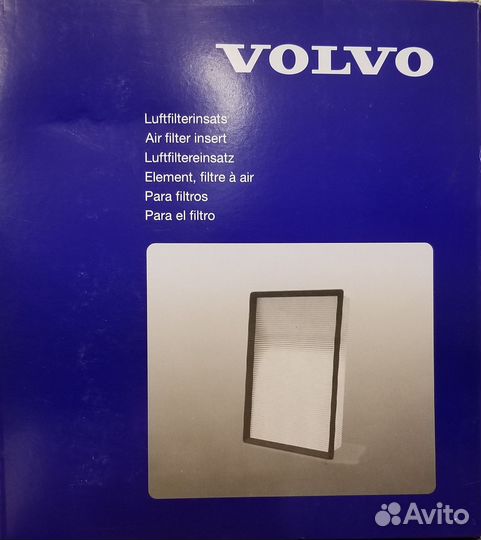 VOLVO
Luftfilterinsats
Air filter insert
Luftfiltereinsatz
Element, filtre à air
Para filtros
Para el filtro
Avito